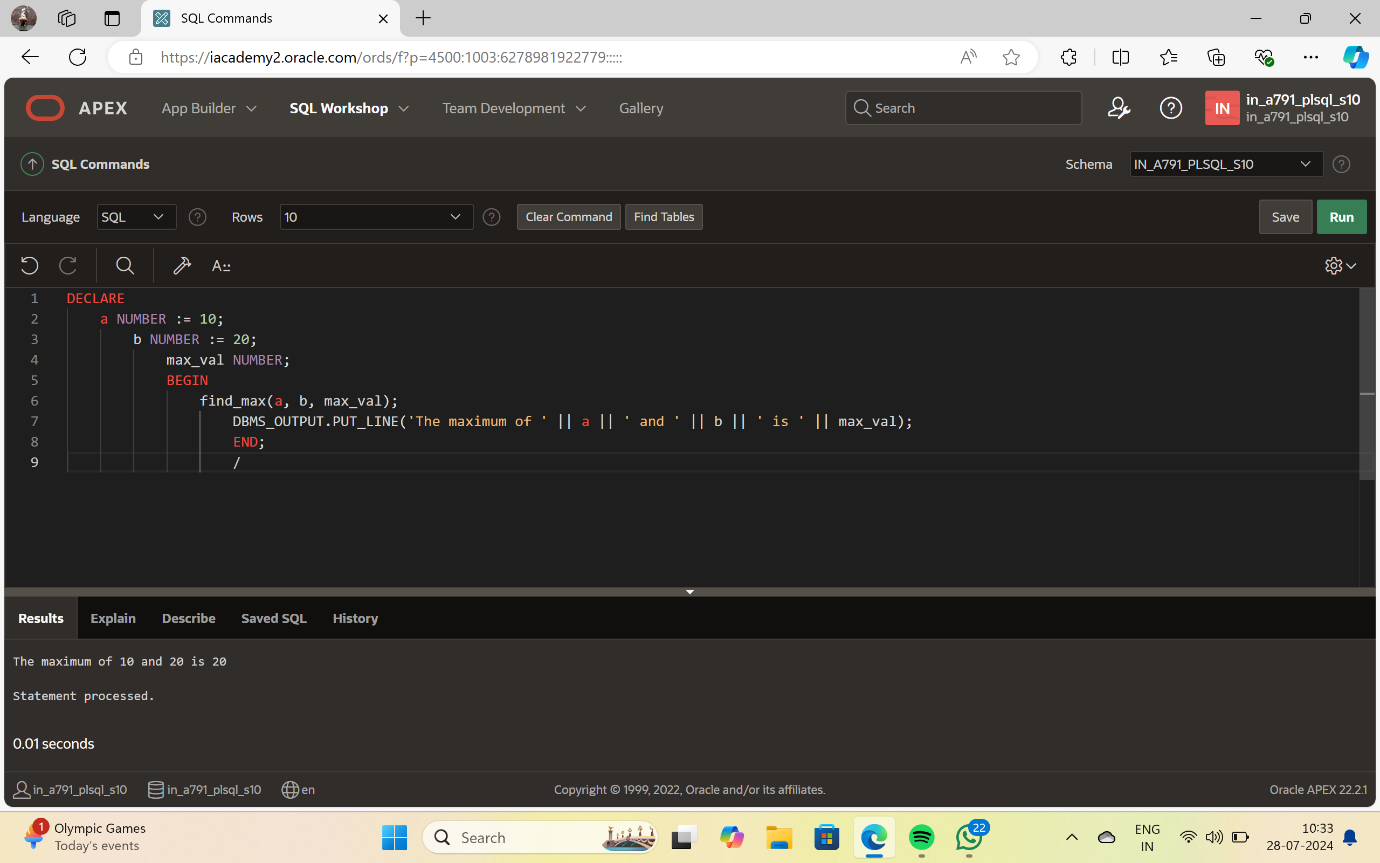 SQL Commands
https://iacademy2.oracle.com/ords/f?p=4500:1003:6278981922779:::::
APEX App Builder SQL Workshop Team Development Gallery Search IN in_a791_plsql_s10
in_a791_plsql_s10
SQL Commands Schema IN_A791_PLSQL_S10
Language SQL Rows 10 Clear Command Find Tables Save Run
1 DECLARE
2 a NUMBER := 10;
3 b NUMBER := 20;
4 max_val NUMBER;
5 BEGIN
6 find_max(a, b, max_val);
7 DBMS_OUTPUT.PUT_LINE('The maximum of ' || a || ' and ' || b || ' is ' || max_val);
8 END;
9 /
Results Explain Describe Saved SQL History
The maximum of 10 and 20 is 20
Statement processed.
0.01 seconds
in_a791_plsql_s10 in_a791_plsql_s10 en Copyright © 1999, 2022, Oracle and/or its affiliates. Oracle APEX 22.2.1
1 Olympic Games
Today's events
Search
22
ENG
IN
10:33
28-07-2024